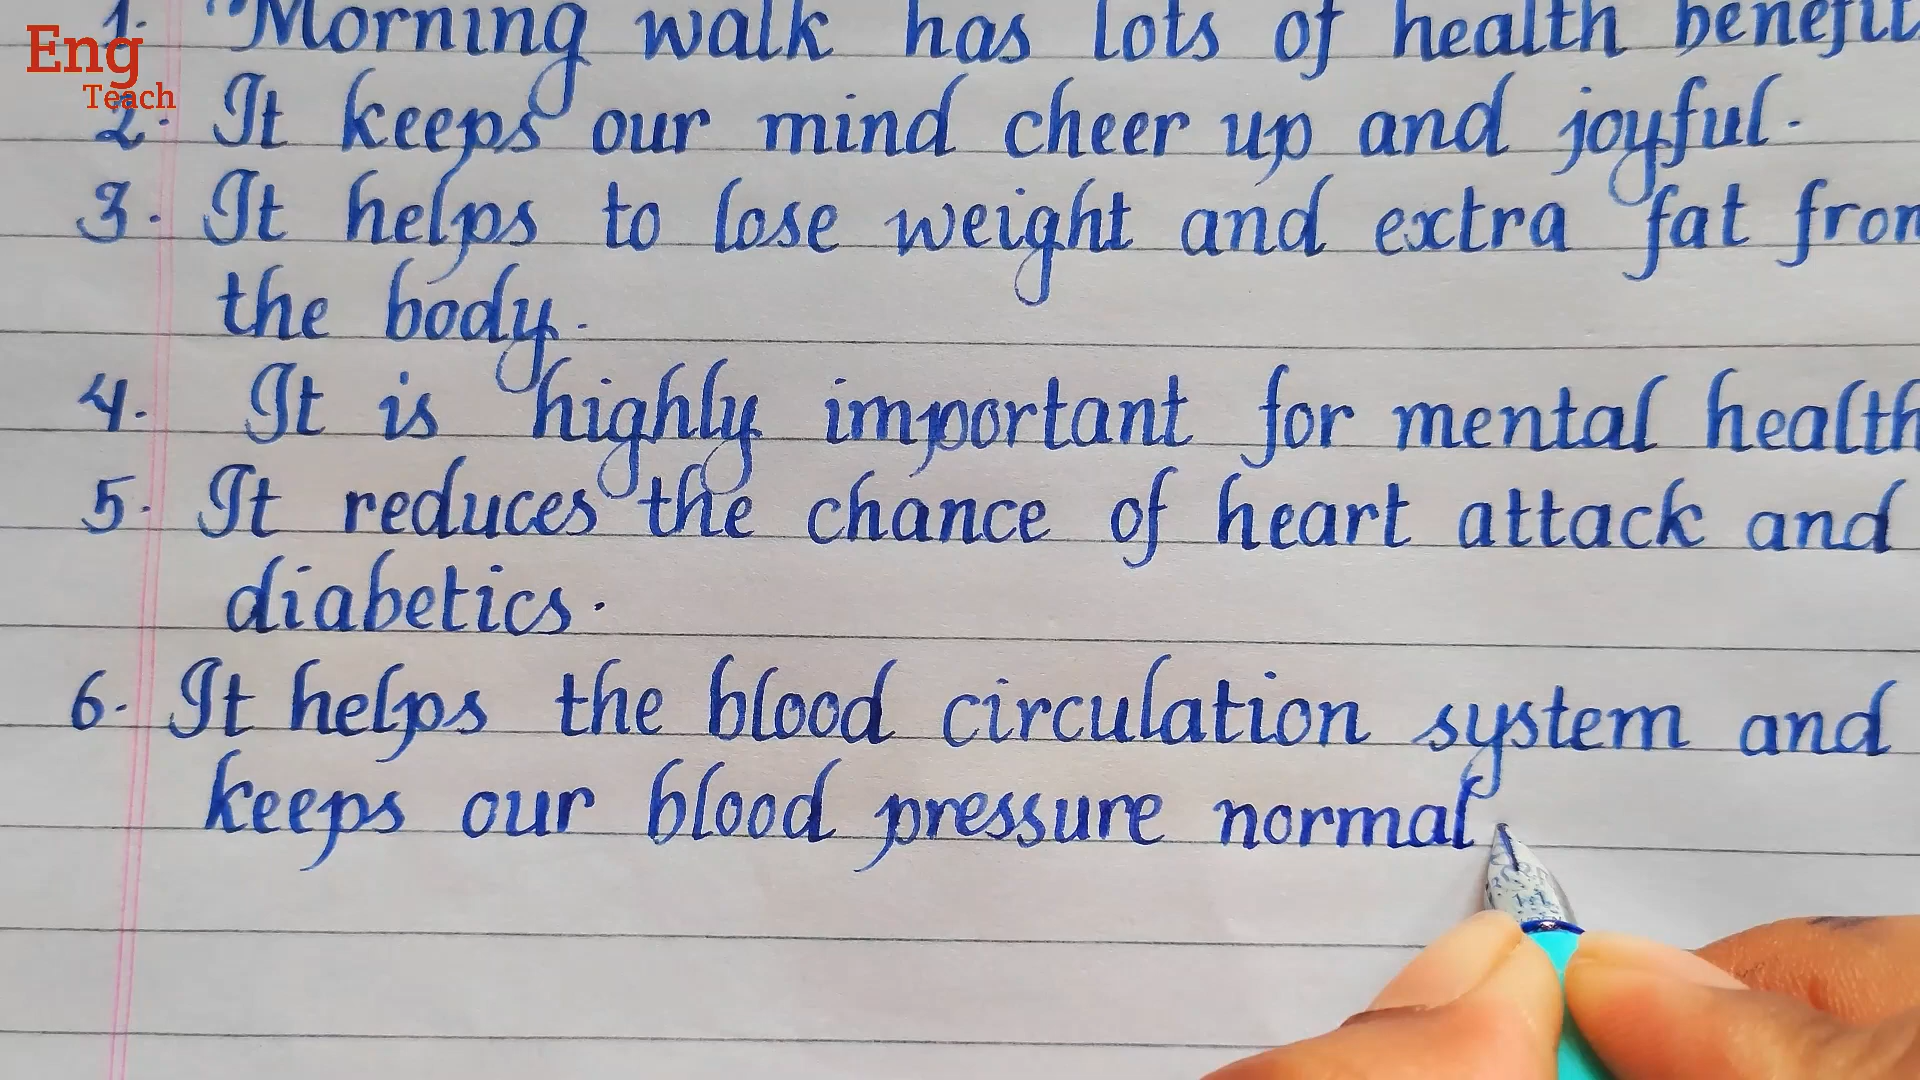 Eng
Teach
1. "Morning walk has lots of health benefit
2. It keeps our mind cheer up and joyful.
3. It helps to lose weight and extra fat from
the body.
4. It is highly important for mental health
5. It reduces the chance of heart attack and
diabetics.
6. It helps the blood circulation system and
keeps our blood pressure normal